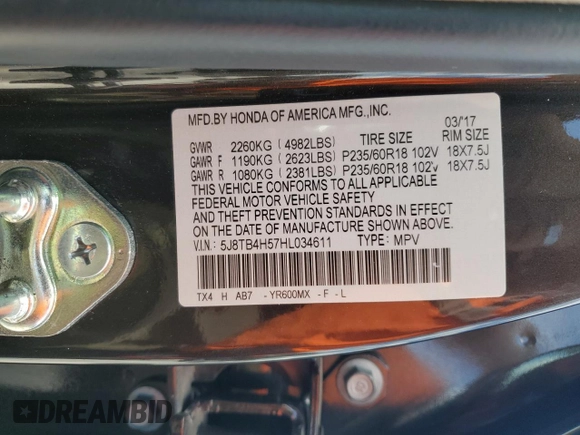 MFD.BY HONDA OF AMERICA MFG.,INC.
03/'17
GVWR 2260KG (4982LBS) TIRE SIZE RIM SIZE
GAWR F 1190KG (2623LBS) P235/60R18 102V 18X7.5J
GAWR R 1080KG (2381LBS) P235/60R18 102V 18X7.5J
THIS VEHICLE CONFORMS TO ALL APPLICABLE
FEDERAL MOTOR VEHICLE SAFETY
AND THEFT PREVENTION STANDARDS IN EFFECT
ON THE DATE OF MANUFACTURE SHOWN ABOVE.
V.I.N: 5J8TB4H57HL034611 TYPE: MPV
TX4 H AB7 -YR600MX -F -L
DREAMBID